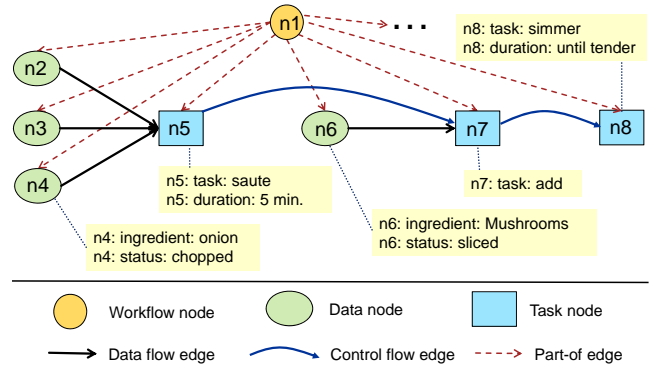 n1
...
n8: task: simmer
n8: duration: until tender
n2
n3
n5
n6
n7
n8
n4
n5: task: saute
n5: duration: 5 min.
n7: task: add
n4: ingredient: onion
n4: status: chopped
n6: ingredient: Mushrooms
n6: status: sliced
Workflow node
Data node
Task node
Data flow edge
Control flow edge
Part-of edge